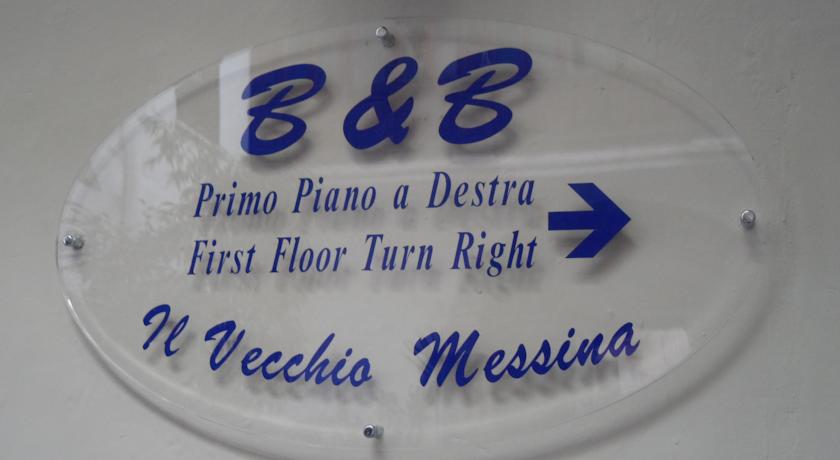 B & B
Primo Piano a Destra
First Floor Turn Right
Il Vecchio Messina